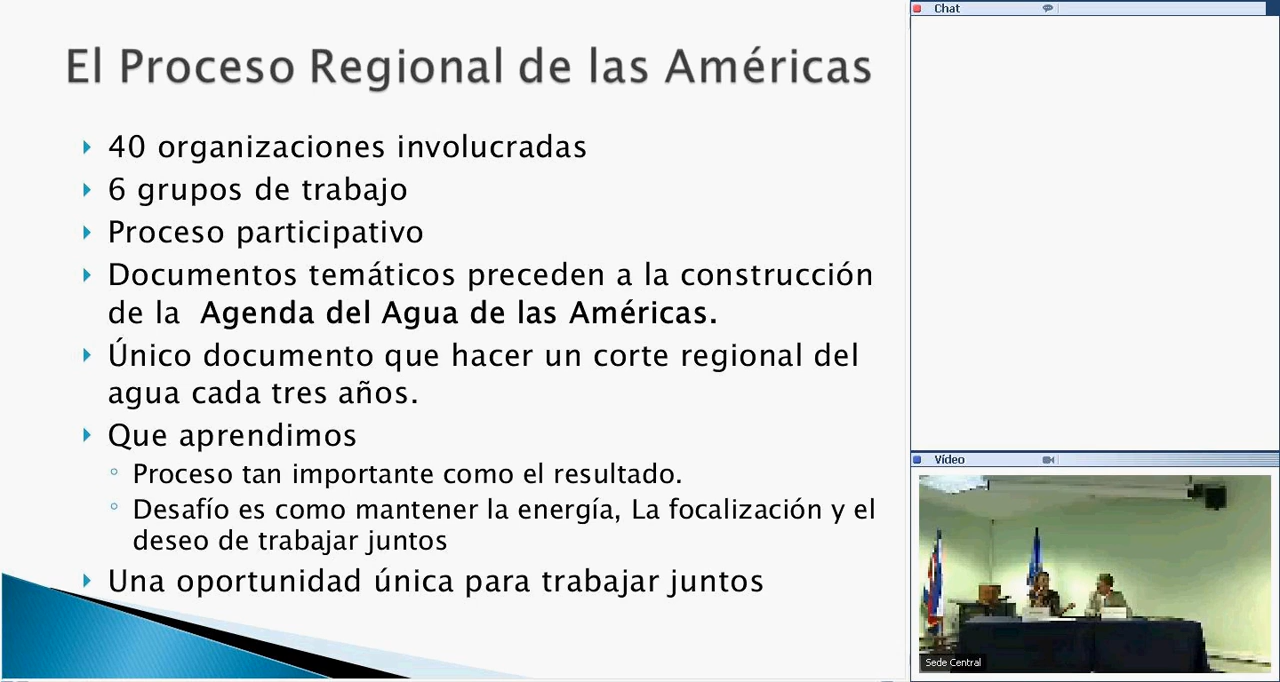 El Proceso Regional de las Américas
40 organizaciones involucradas
6 grupos de trabajo
Proceso participativo
Documentos temáticos preceden a la construcción
de la Agenda del Agua de las Américas.
Único documento que hacer un corte regional del
agua cada tres años.
Que aprendimos
Proceso tan importante como el resultado.
Desafío es como mantener la energía, La focalización y el
deseo de trabajar juntos
Una oportunidad única para trabajar juntos
Chat
Vídeo
Sede Central